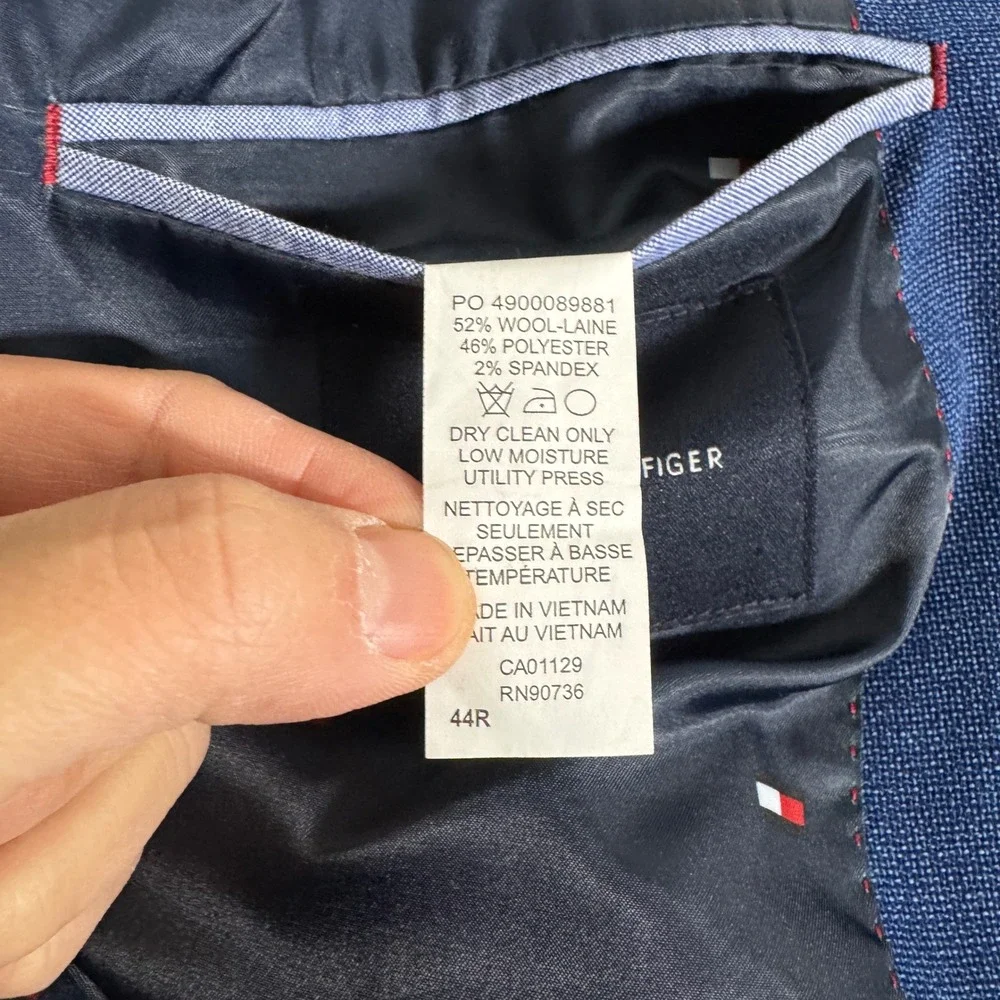 PO 4900089881
52% WOOL-LAINE
46% POLYESTER
2% SPANDEX
DRY CLEAN ONLY
LOW MOISTURE
UTILITY PRESS
NETTOYAGE À SEC
SEULEMENT
EPASSER À BASSE
TEMPÉRATURE
ADE IN VIETNAM
AIT AU VIETNAM
CA01129
RN90736
44R
FIGER